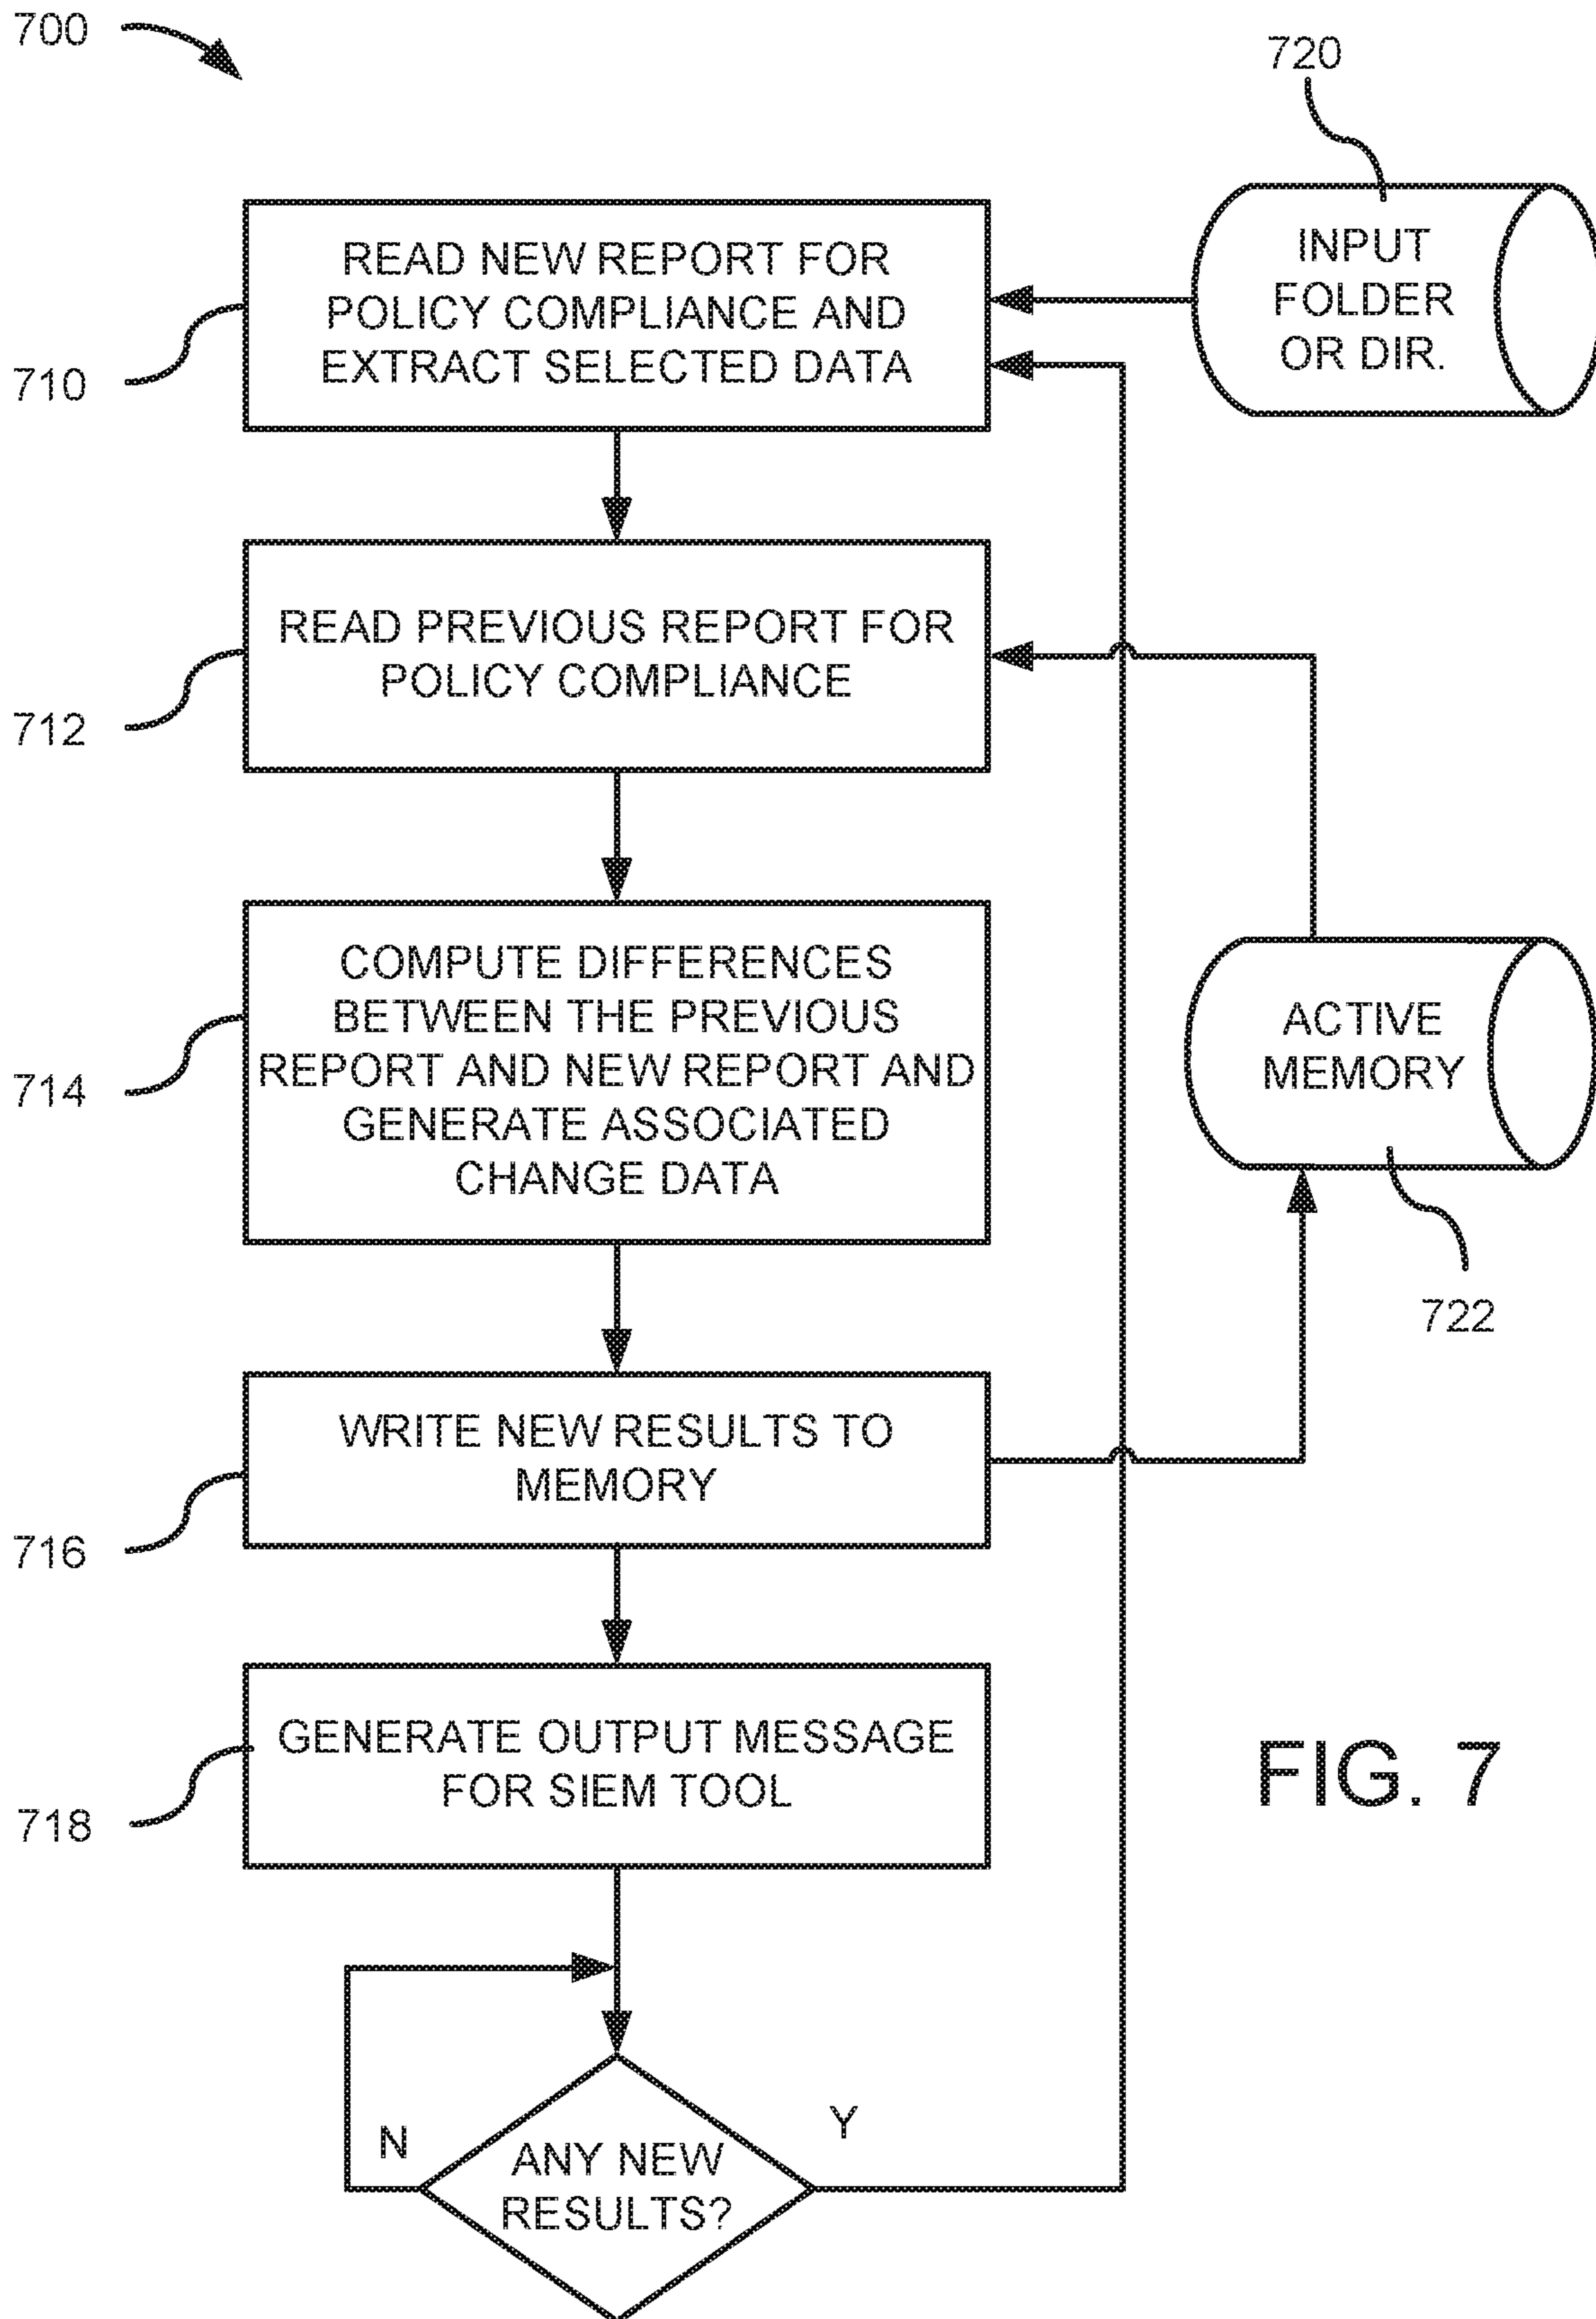 700
720
READ NEW REPORT FOR
POLICY COMPLIANCE AND
EXTRACT SELECTED DATA
INPUT
FOLDER
OR DIR.
710
READ PREVIOUS REPORT FOR
POLICY COMPLIANCE
712
COMPUTE DIFFERENCES
BETWEEN THE PREVIOUS
REPORT AND NEW REPORT AND
GENERATE ASSOCIATED
CHANGE DATA
714
ACTIVE
MEMORY
722
WRITE NEW RESULTS TO
MEMORY
716
GENERATE OUTPUT MESSAGE
FOR SIEM TOOL
718
FIG. 7
N
Y
ANY NEW
RESULTS?